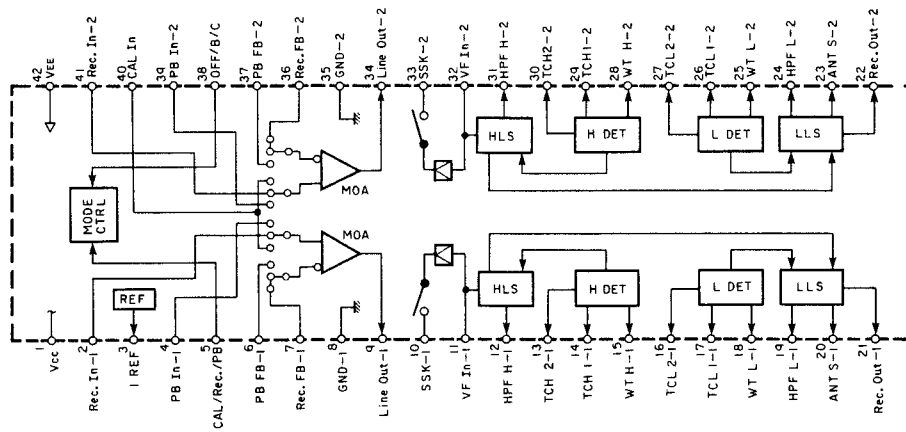 42 VEE
41 Rec. In-2
40 CAL In
39 PB In-2
38 OFF/B/C
37 PB FB-2
36 Rec. FB-2
35 GND-2
34 Line Out-2
33 SSK-2
32 VF In-2
31 HPF H-2
30 TCH2-2
29 TCH1-2
28 WT H-2
27 TCL2-2
26 TCL1-2
25 WT L-2
24 HPF L-2
23 ANT S-2
22 Rec. Out-2
HLS
H DET
L DET
LLS
MOA
MODE
CTRL
MOA
REF
HLS
H DET
L DET
LLS
1 Vcc
2 Rec. In-1
3 I REF
4 PB In-1
5 CAL/Rec./PB
6 PB FB-1
7 Rec. FB-1
8 GND-1
9 Line Out-1
10 SSK-1
11 VF In-1
12 HPF H-1
13 TCH 2-1
14 TCH 1-1
15 WT H-1
16 TCL 2-1
17 TCL 1-1
18 WT L-1
19 HPF L-1
20 ANT S-1
21 Rec. Out-1